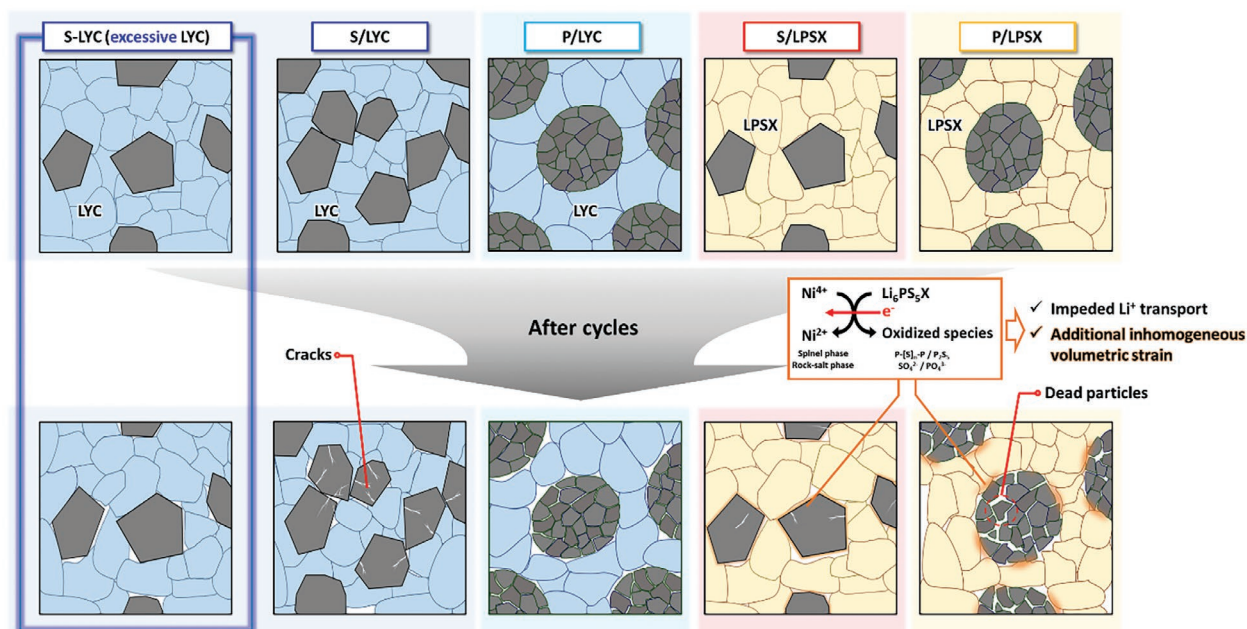 S-LYC (excessive LYC)
S/LYC
P/LYC
S/LPSX
P/LPSX
LYC
LYC
LYC
LPSX
LPSX
After cycles
Ni⁴⁺
Li₆PS₅X
e⁻
Ni²⁺
Oxidized species
Spinel phase
Rock-salt phase
P-[S]ₙ-P / P₂Sₓ
SO₄²⁻ / PO₄³⁻
✓ Impeded Li⁺ transport
✓ Additional inhomogeneous
volumetric strain
Cracks
Dead particles